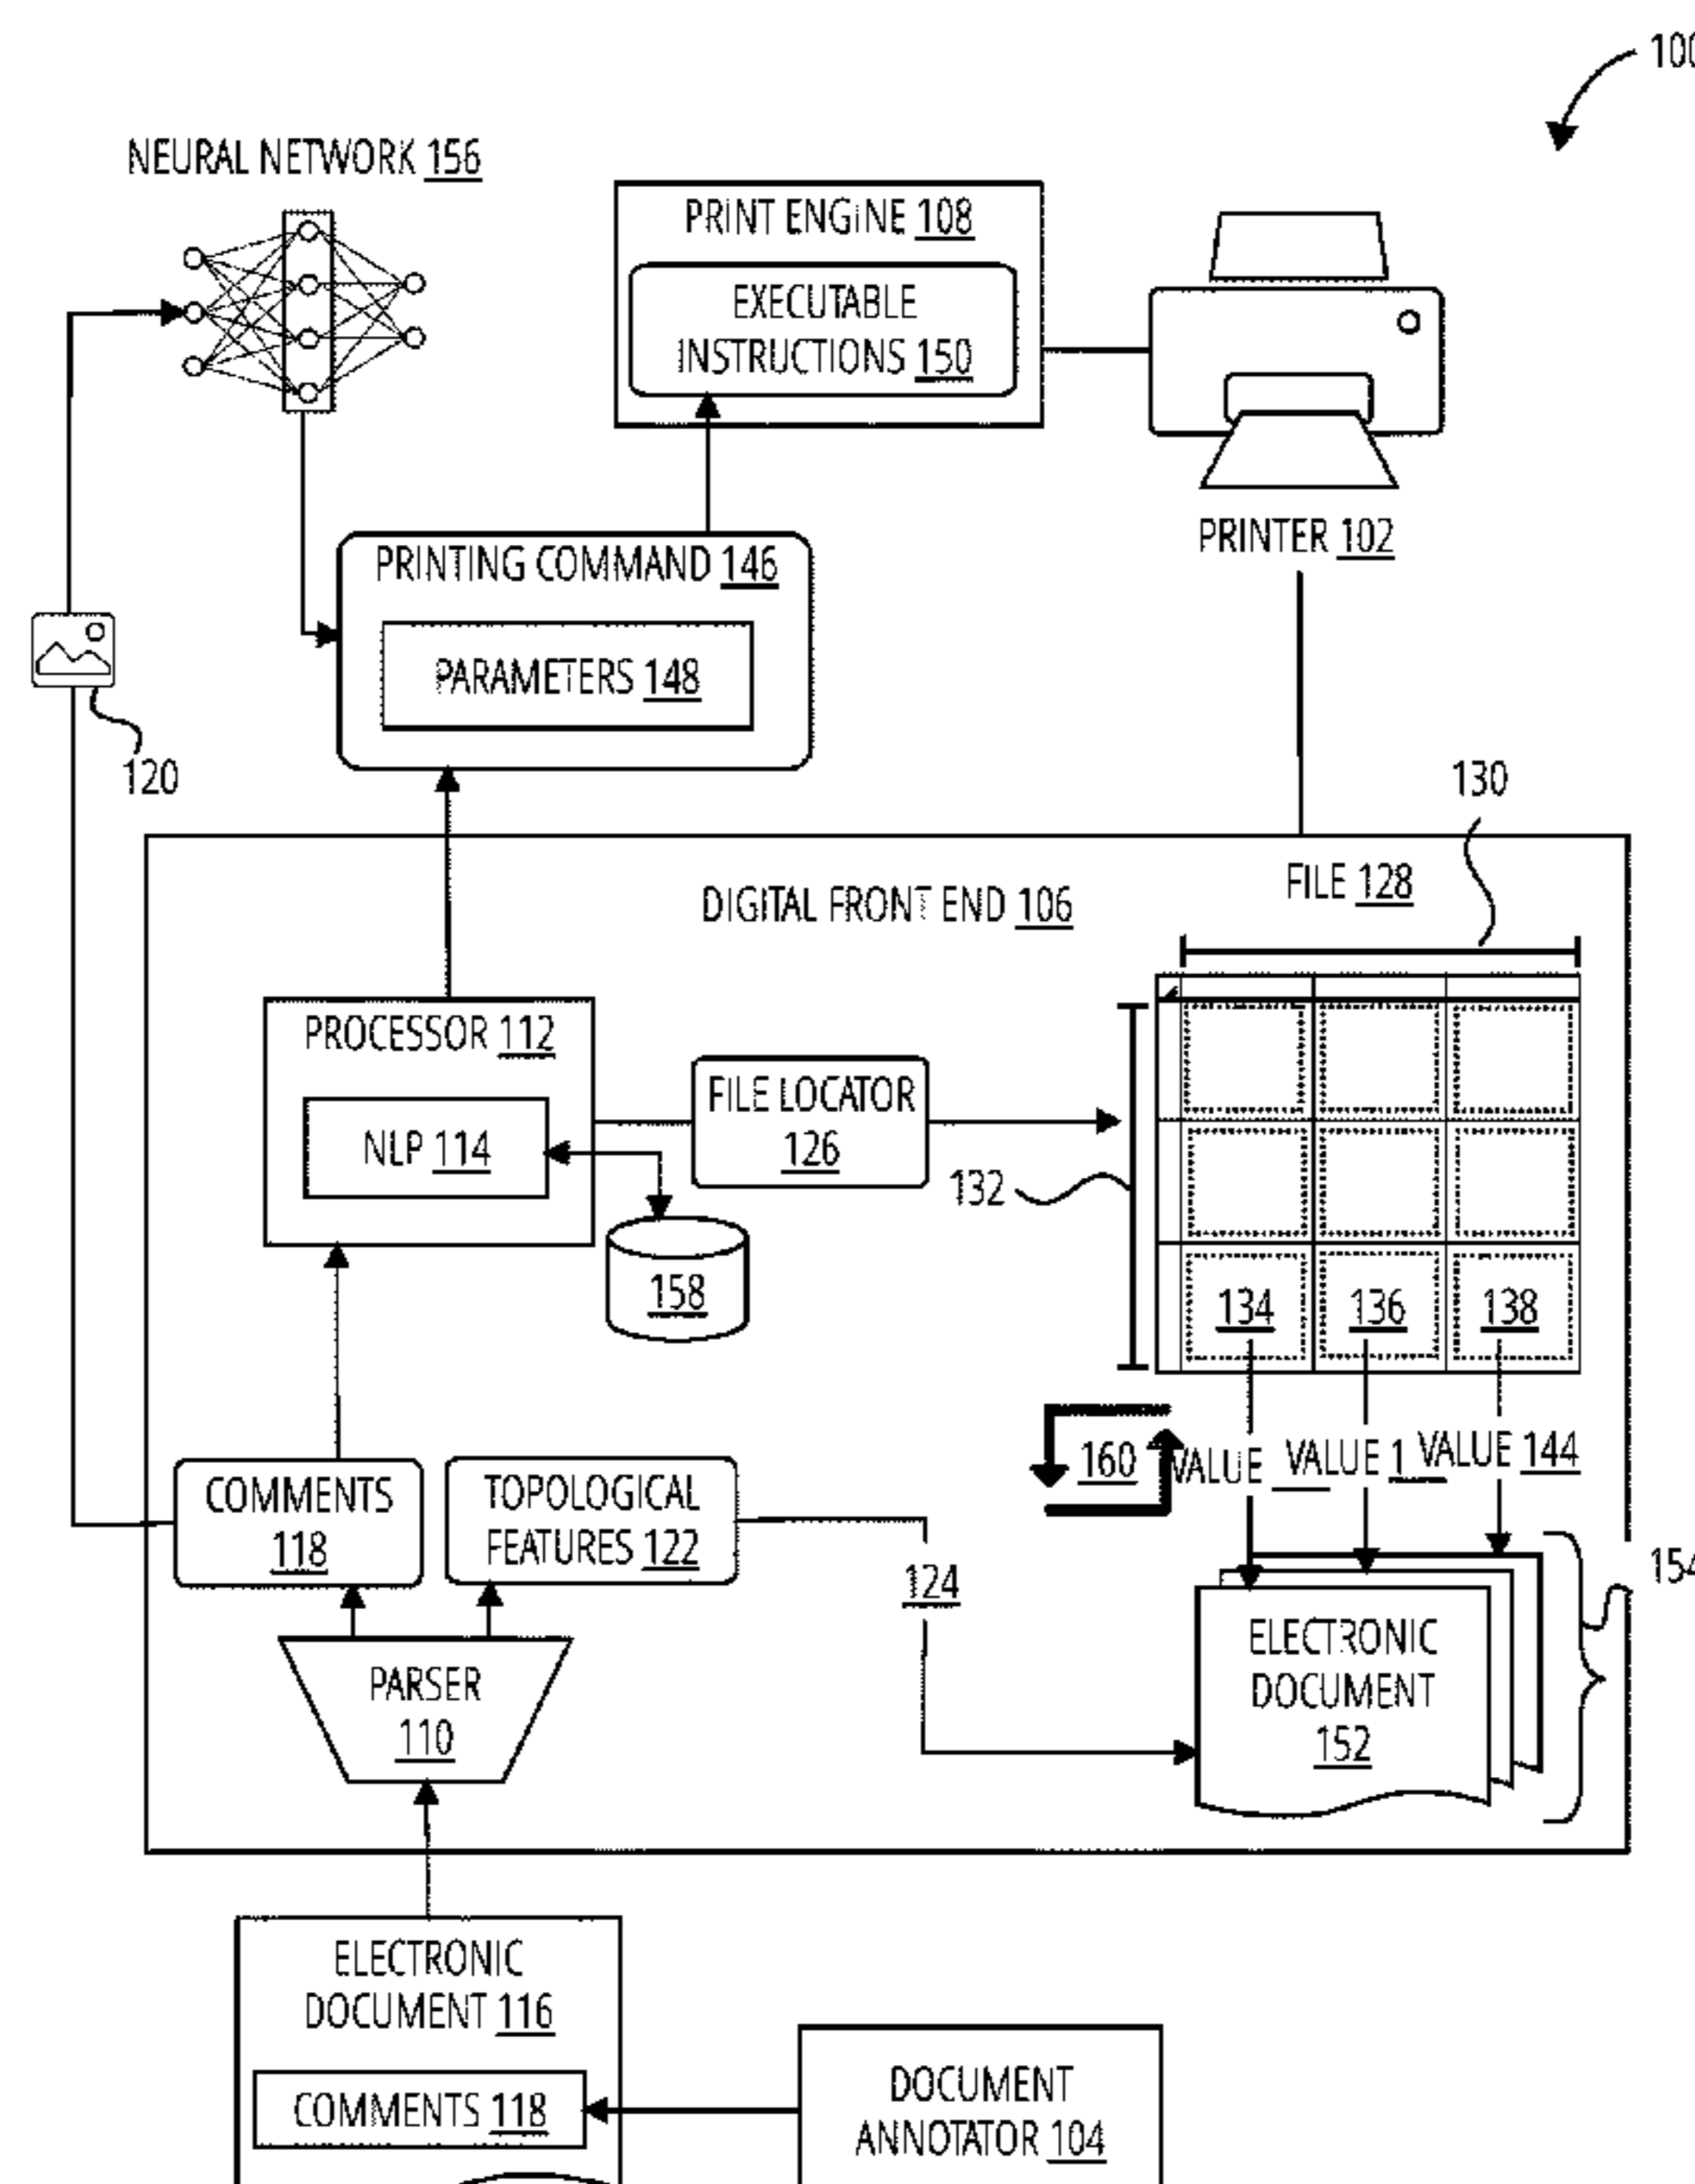 100
NEURAL NETWORK 156
PRINT ENGINE 108
EXECUTABLE
INSTRUCTIONS 150
PRINTER 102
PRINTING COMMAND 146
PARAMETERS 148
120
130
FILE 128
DIGITAL FRONT END 106
PROCESSOR 112
NLP 114
FILE LOCATOR
126
132
158
134
136
138
160
VALUE
VALUE 1
VALUE 144
COMMENTS
118
TOPOLOGICAL
FEATURES 122
124
154
PARSER
110
ELECTRONIC
DOCUMENT
152
ELECTRONIC
DOCUMENT 116
COMMENTS 118
DOCUMENT
ANNOTATOR 104